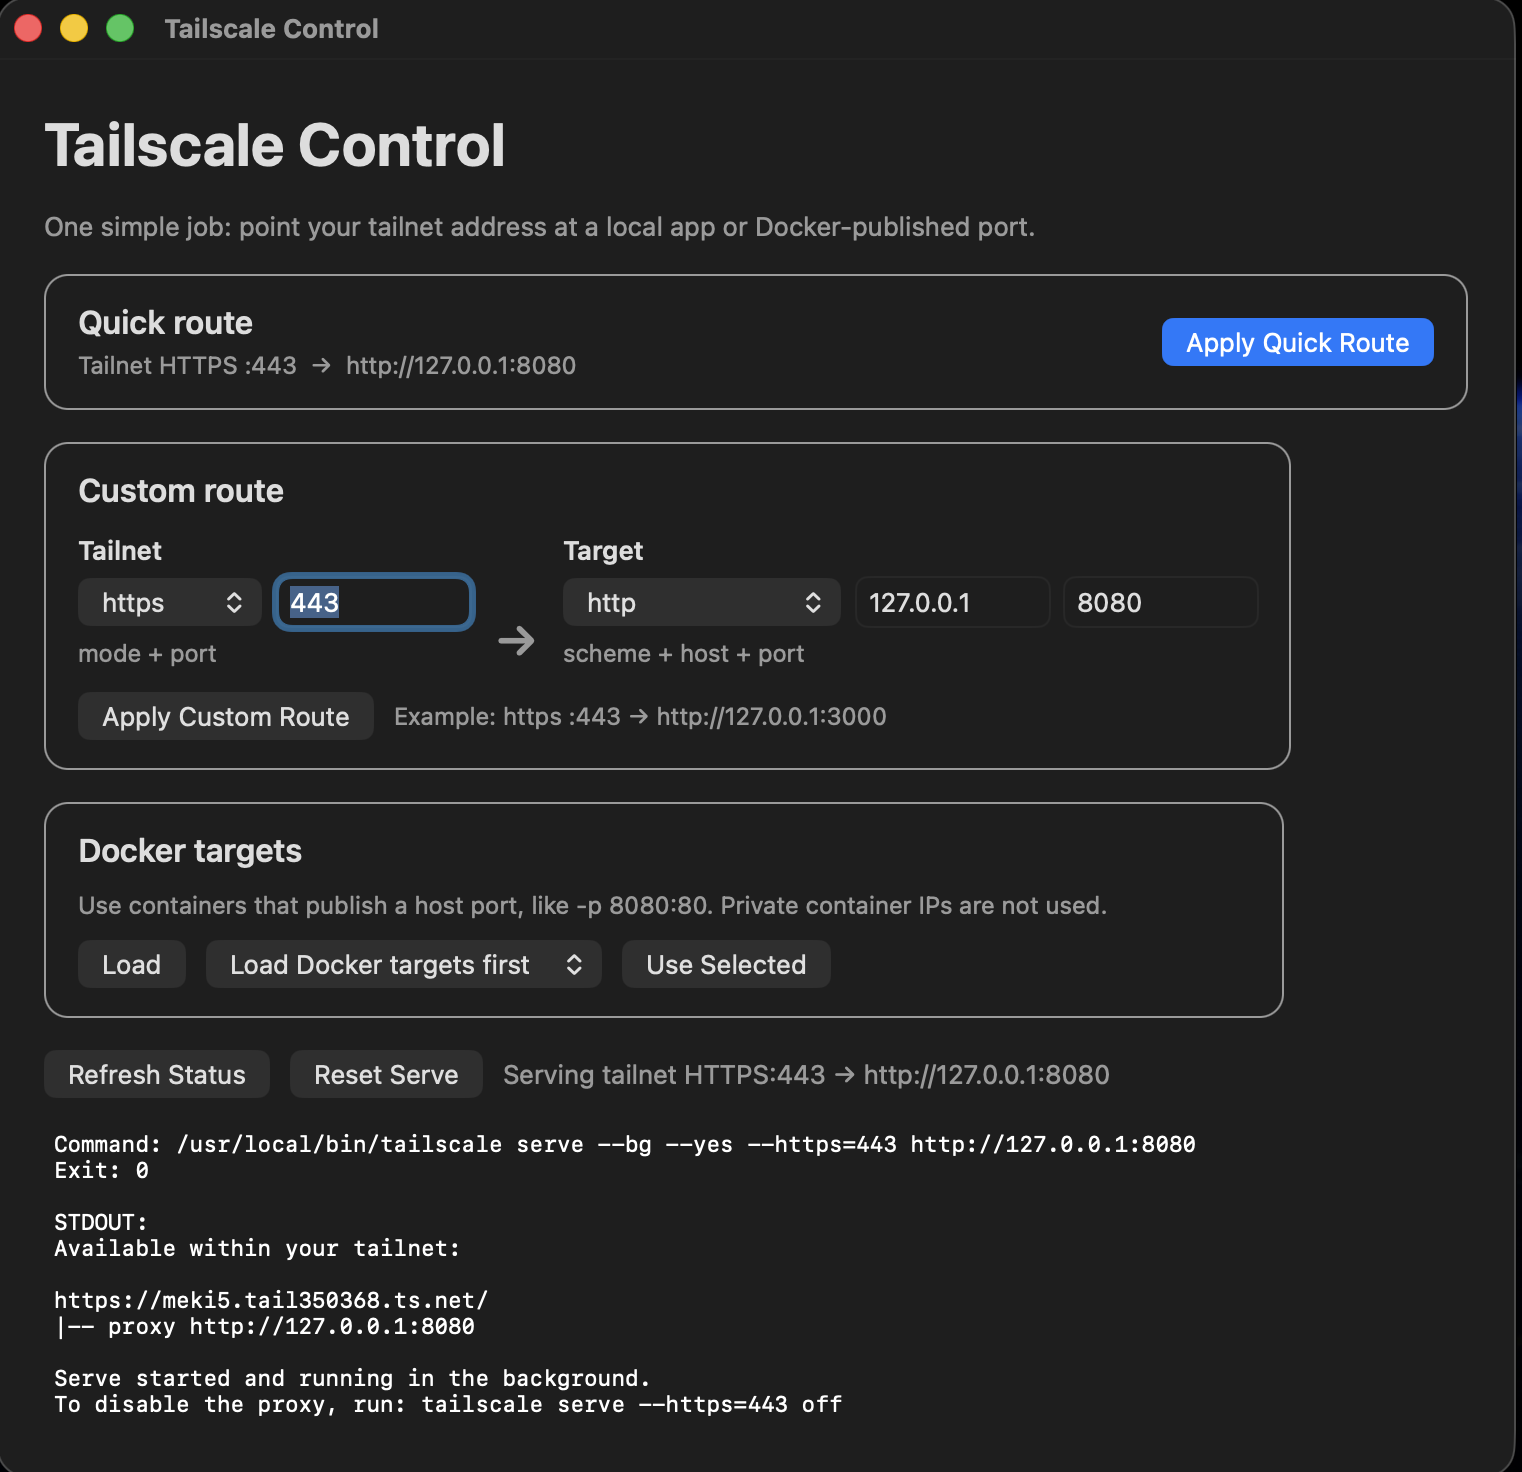 Tailscale Control
Tailscale Control
One simple job: point your tailnet address at a local app or Docker-published port.
Quick route
Tailnet HTTPS :443 → http://127.0.0.1:8080
Apply Quick Route
Custom route
Tailnet
Target
https
443
http
127.0.0.1
8080
mode + port
scheme + host + port
Apply Custom Route
Example: https :443 → http://127.0.0.1:3000
Docker targets
Use containers that publish a host port, like -p 8080:80. Private container IPs are not used.
Load
Load Docker targets first
Use Selected
Refresh Status
Reset Serve
Serving tailnet HTTPS:443 → http://127.0.0.1:8080
Command: /usr/local/bin/tailscale serve --bg --yes --https=443 http://127.0.0.1:8080
Exit: 0
STDOUT:
Available within your tailnet:
https://meki5.tail350368.ts.net/
|-- proxy http://127.0.0.1:8080
Serve started and running in the background.
To disable the proxy, run: tailscale serve --https=443 off